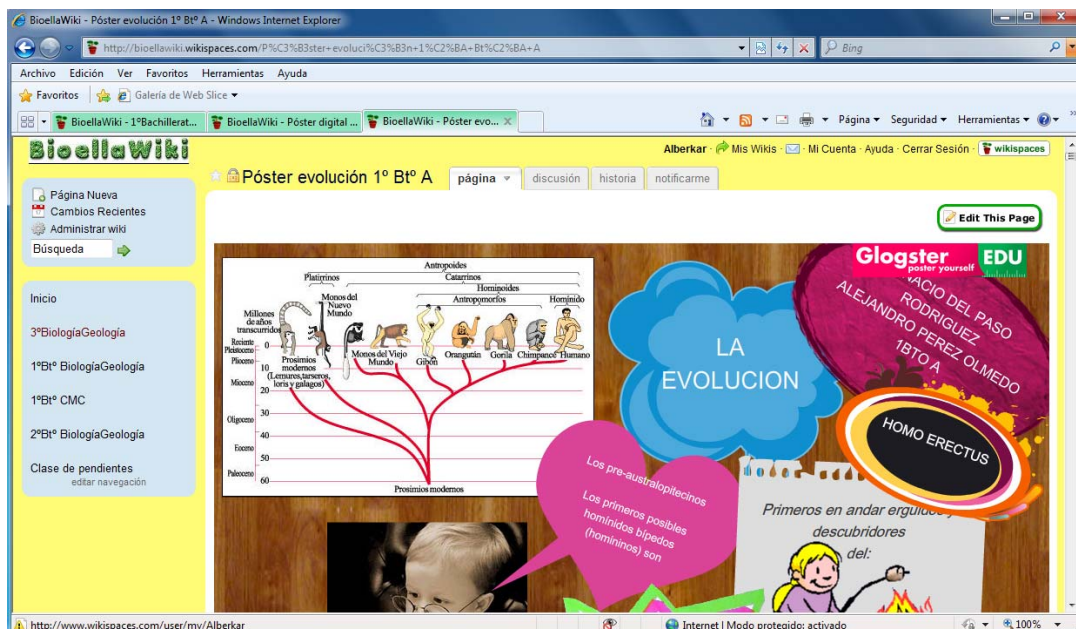 BioellaWiki - Póster evolución 1º Btº A - Windows Internet Explorer
http://bioellawiki.wikispaces.com/P%C3%B3ster+evoluci%C3%B3n+1%C2%BA+Bt%C2%BA+A
Bing
Archivo Edición Ver Favoritos Herramientas Ayuda
Favoritos Galería de Web Slice
BioellaWiki - 1ºBachillerat... BioellaWiki - Póster digital ... BioellaWiki - Póster evo... Página Seguridad Herramientas
BioellaWiki
Alberkar · Mis Wikis · Mi Cuenta · Ayuda · Cerrar Sesión · wikispaces
Página Nueva
Cambios Recientes
Administrar wiki
Búsqueda
Inicio
3ºBiologíaGeología
1ºBtº BiologíaGeología
1ºBtº CMC
2ºBtº BiologíaGeología
Clase de pendientes
editar navegación
Póster evolución 1º Btº A página discusión historia notificarme
Edit This Page
Antropoides
Platirrinos Catarrinos
Hominoides
Monos del
Nuevo
Mundo
Antropomorfos Homínido
Millones
de años
transcurridos
Reciente
Pleistoceno 0
Plioceno
10
Mioceno
20
30
Oligoceno
40
Eoceno
50
Paleoceno
60
Prosimios
modernos
(Lemures, tarseros,
loris y galagos)
Monos del Viejo
Mundo
Gibón Orangután Gorila Chimpancé Humano
Prosimios modernos
LA
EVOLUCION
Glogster EDU
poster yourself
NACIO DEL PASO
RODRIGUEZ
ALEJANDRO PEREZ OLMEDO
1BTO A
HOMO ERECTUS
Los pre-australopitecinos
Los primeros posibles
homínidos bípedos
(homininos) son
Primeros en andar erguidos y
descubridores
del:
http://www.wikispaces.com/user/my/Alberkar
Internet | Modo protegido: activado
100%